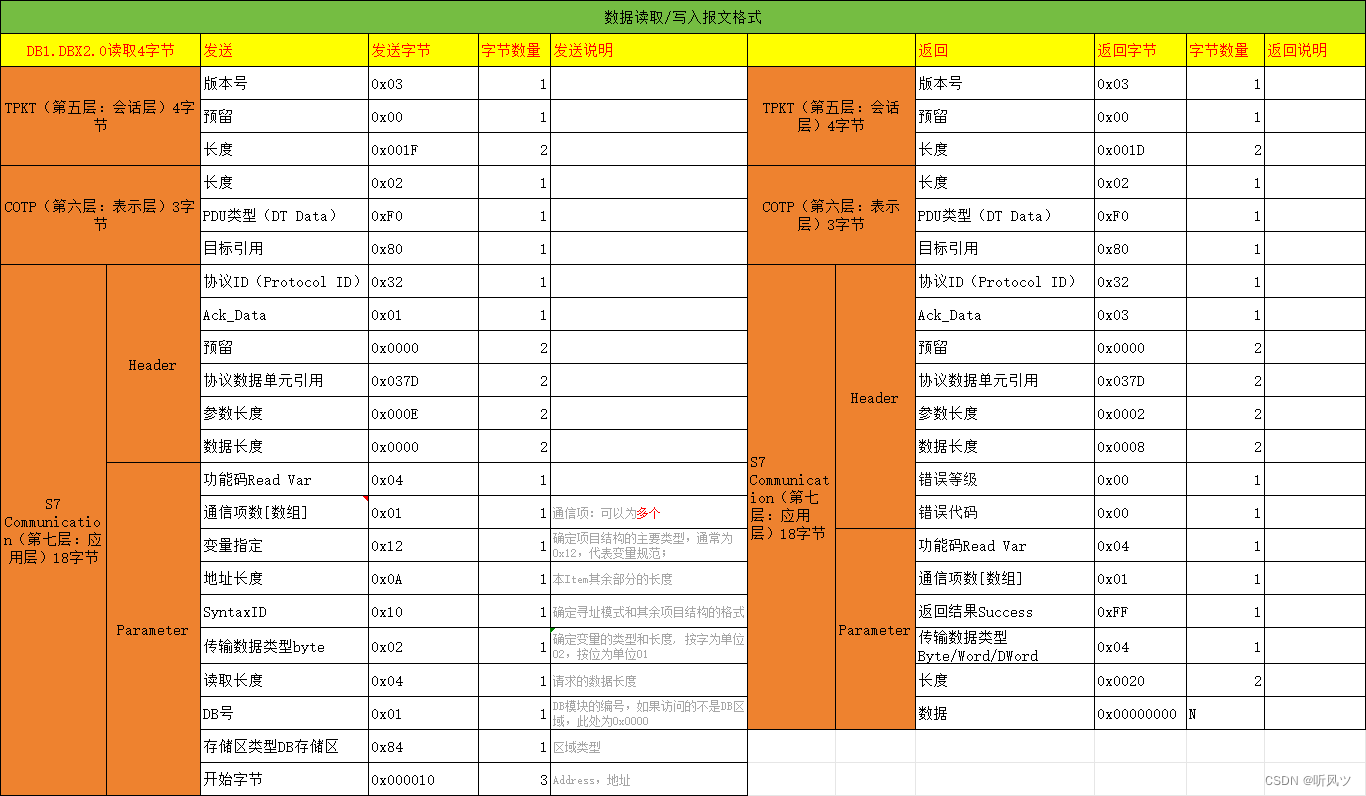 数据读取/写入报文格式
DB1.DBX2.0读取4字节 发送 发送字节 字节数量 发送说明 返回 返回字节 字节数量 返回说明
TPKT（第五层：会话层）4字
节
版本号 0x03 1
预留 0x00 1
长度 0x001F 2
TPKT（第五层：会话
层）4字节
版本号 0x03 1
预留 0x00 1
长度 0x001D 2
COTP（第六层：表示层）3字
节
长度 0x02 1
PDU类型（DT Data） 0xF0 1
目标引用 0x80 1
COTP（第六层：表示
层）3字节
长度 0x02 1
PDU类型（DT Data） 0xF0 1
目标引用 0x80 1
S7
Communicatio
n（第七层：应
用层）18字节
Header
协议ID（Protocol ID） 0x32 1
Ack_Data 0x01 1
预留 0x0000 2
协议数据单元引用 0x037D 2
参数长度 0x000E 2
数据长度 0x0000 2
Parameter
功能码Read Var 0x04 1
通信项数[数组] 0x01 1 通信项：可以为多个
变量指定 0x12 1 确定项目结构的主要类型，通常为
0x12，代表变量规范；
地址长度 0x0A 1 本Item其余部分的长度
SyntaxID 0x10 1 确定寻址模式和其余项目结构的格式
传输数据类型byte 0x02 1 确定变量的类型和长度，按字为单位
02，按位为单位01
读取长度 0x04 1 请求的数据长度
DB号 0x01 1 DB模块的编号，如果访问的不是DB区
域，此处为0x0000
存储区类型DB存储区 0x84 1 区域类型
开始字节 0x000010 3 Address，地址
S7
Communicat
ion（第七
层：应用
层）18字节
Header
协议ID（Protocol ID） 0x32 1
Ack_Data 0x03 1
预留 0x0000 2
协议数据单元引用 0x037D 2
参数长度 0x0002 2
数据长度 0x0008 2
错误等级 0x00 1
错误代码 0x00 1
Parameter
功能码Read Var 0x04 1
通信项数[数组] 0x01 1
返回结果Success 0xFF 1
传输数据类型
Byte/Word/DWord 0x04 1
长度 0x0020 2
数据 0x00000000 N
CSDN @听风ツ